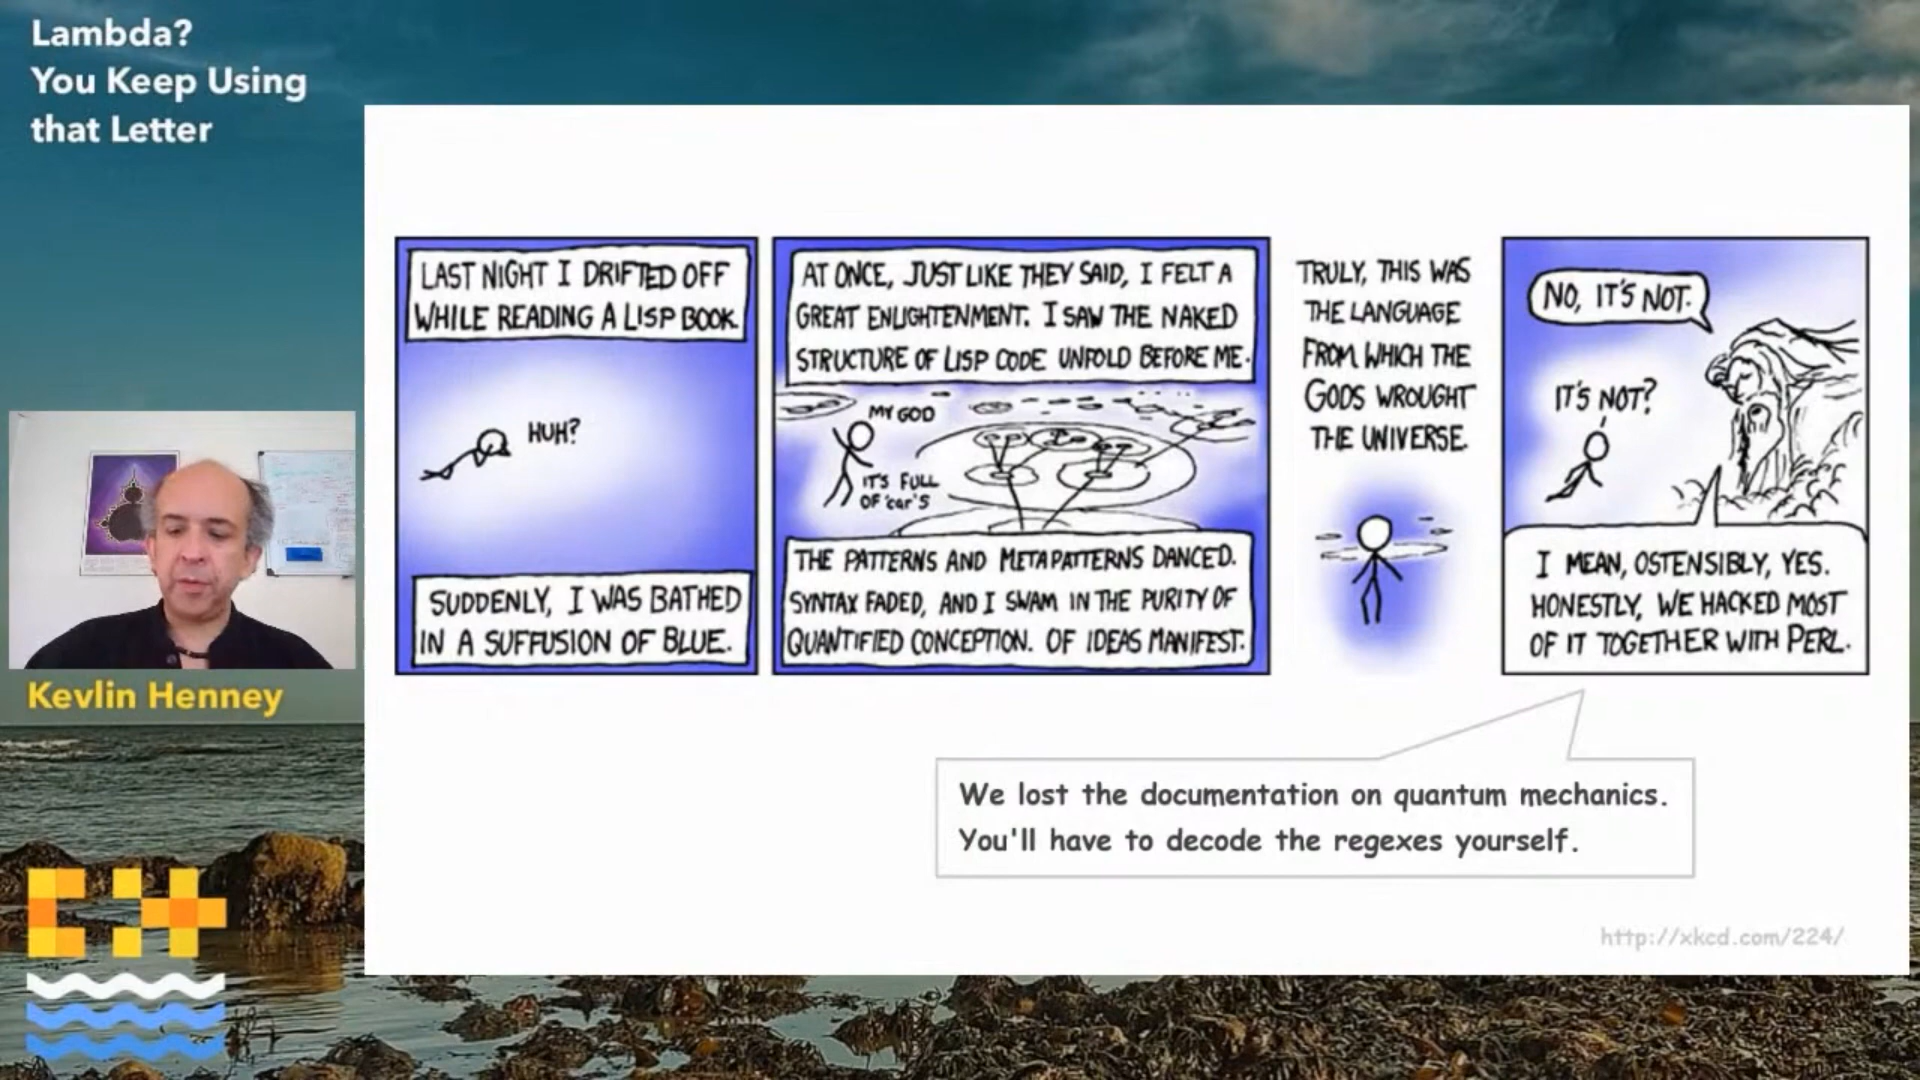 Lambda?
You Keep Using
that Letter
Kevlin Henney
LAST NIGHT I DRIFTED OFF
WHILE READING A LISP BOOK.
HUH?
SUDDENLY, I WAS BATHED
IN A SUFFUSION OF BLUE.
AT ONCE, JUST LIKE THEY SAID, I FELT A
GREAT ENLIGHTENMENT. I SAW THE NAKED
STRUCTURE OF LISP CODE UNFOLD BEFORE ME.
MY GOD
IT'S FULL
OF 'car'S
THE PATTERNS AND METAPATTERNS DANCED.
SYNTAX FADED, AND I SWAM IN THE PURITY OF
QUANTIFIED CONCEPTION. OF IDEAS MANIFEST.
TRULY, THIS WAS
THE LANGUAGE
FROM WHICH THE
GODS WROUGHT
THE UNIVERSE.
NO, IT'S NOT.
IT'S NOT?
I MEAN, OSTENSIBLY, YES.
HONESTLY, WE HACKED MOST
OF IT TOGETHER WITH PERL.
We lost the documentation on quantum mechanics.
You'll have to decode the regexes yourself.
http://xkcd.com/224/